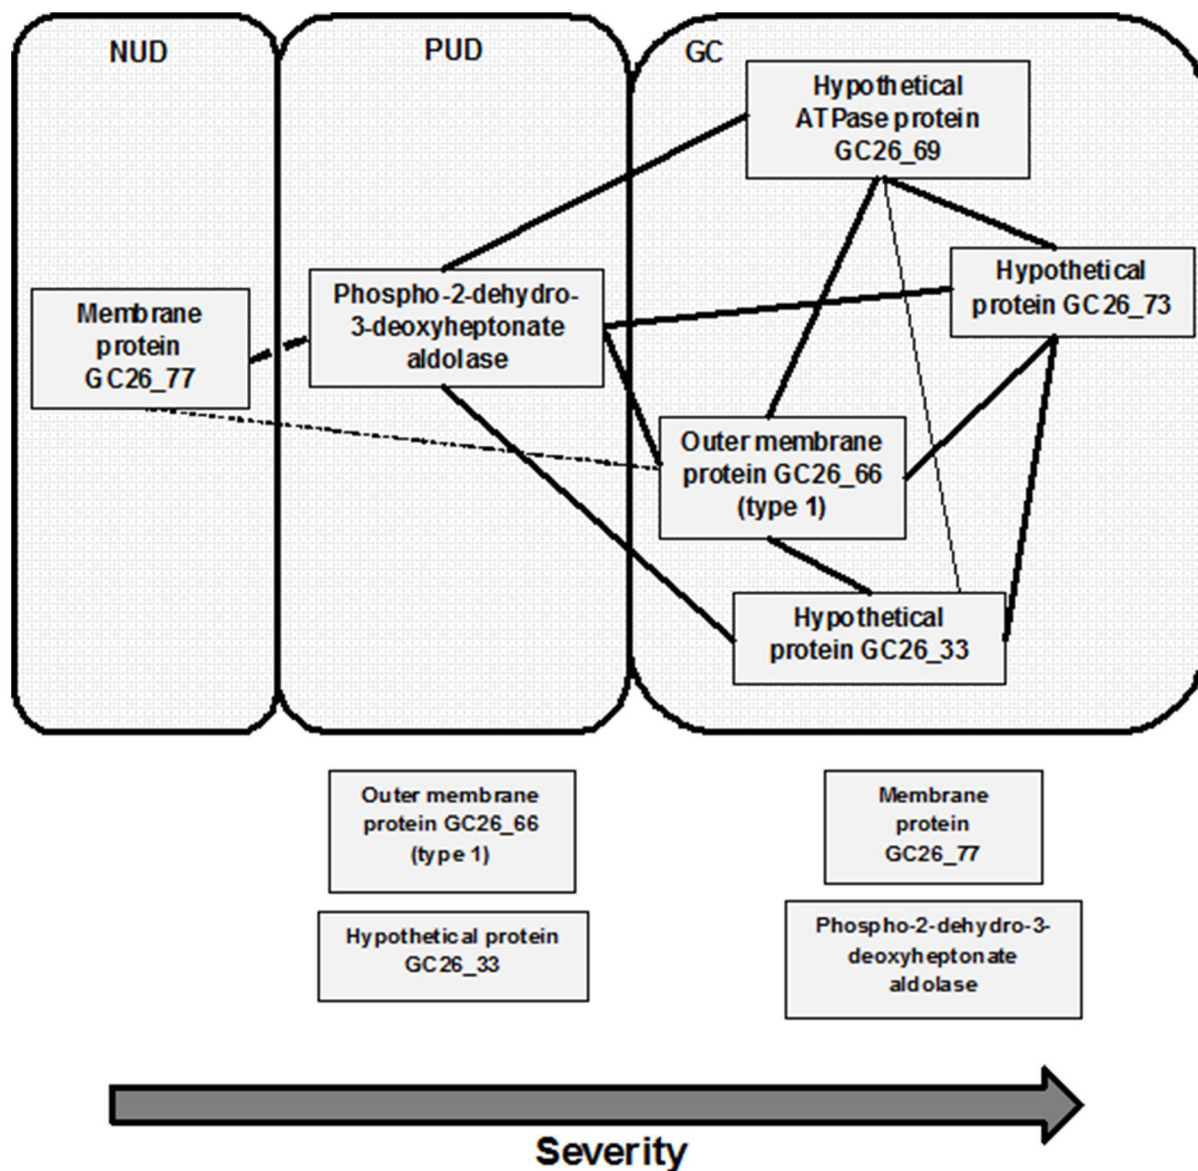 NUD
PUD
GC
Hypothetical
ATPase protein
GC26_69
Membrane
protein
GC26_77
Phospho-2-dehydro-
3-deoxyheptonate
aldolase
Hypothetical
protein GC26_73
Outer membrane
protein GC26_66
(type 1)
Hypothetical
protein GC26_33
Outer membrane
protein GC26_66
(type 1)
Membrane
protein
GC26_77
Hypothetical protein
GC26_33
Phospho-2-dehydro-3-
deoxyheptonate
aldolase
Severity